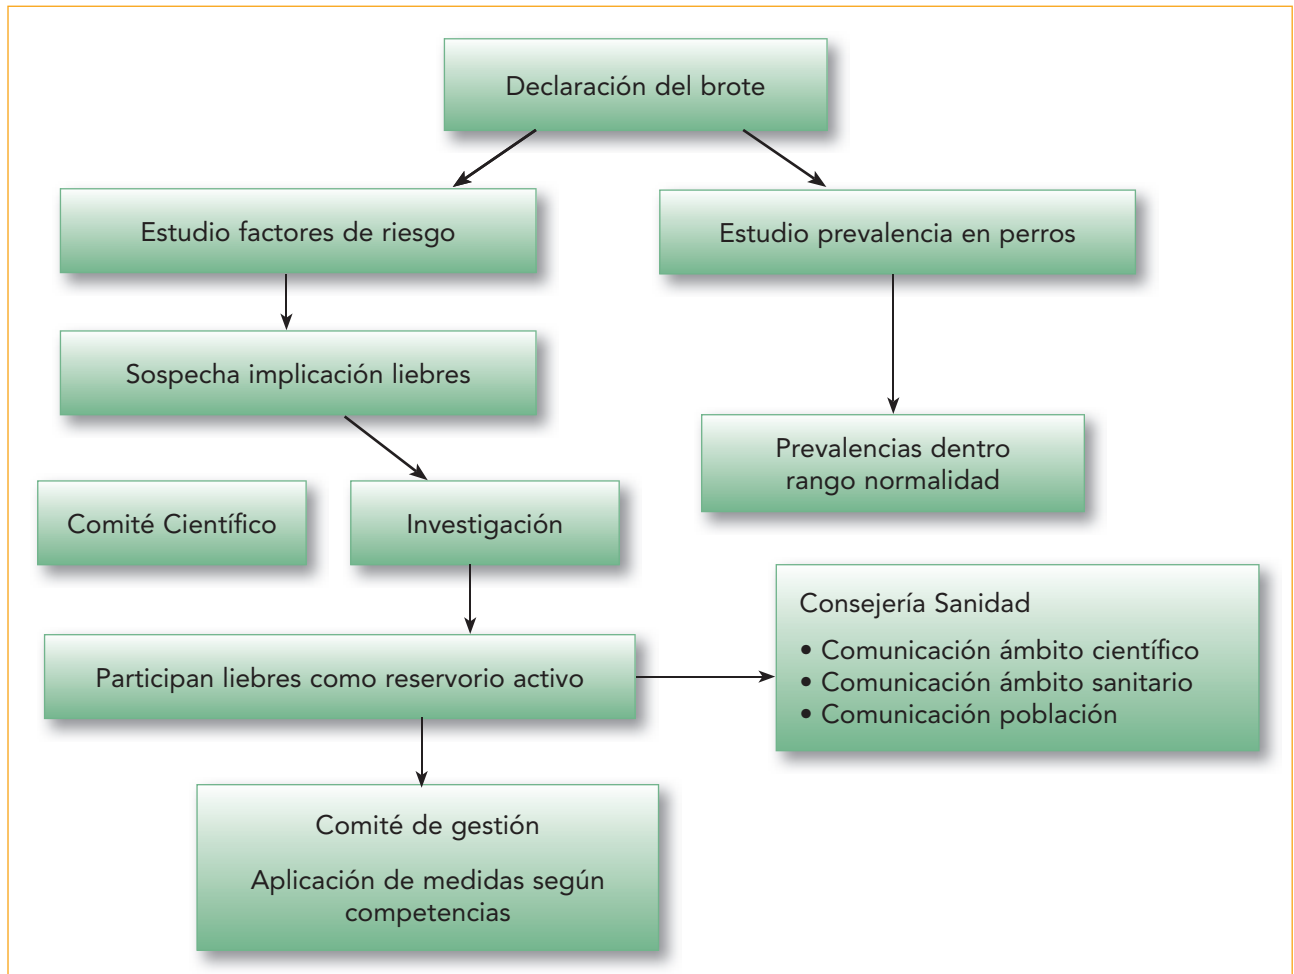 Declaración del brote
Estudio factores de riesgo
Estudio prevalencia en perros
Sospecha implicación liebres
Prevalencias dentro
rango normalidad
Comité Científico
Investigación
Consejería Sanidad
• Comunicación ámbito científico
• Comunicación ámbito sanitario
• Comunicación población
Participan liebres como reservorio activo
Comité de gestión
Aplicación de medidas según
competencias